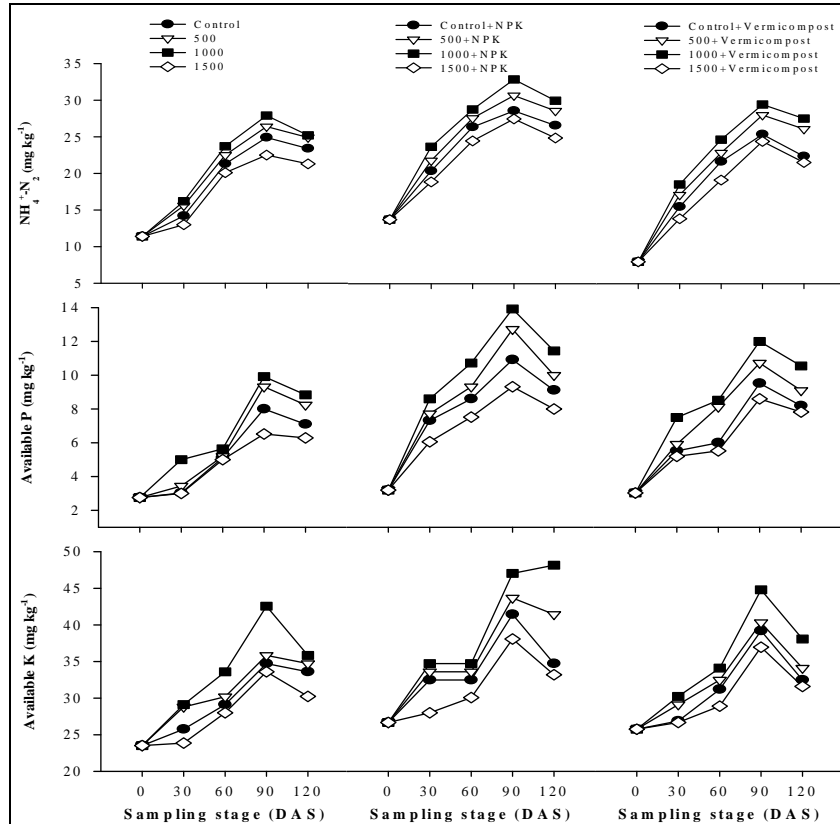 Control
500
1000
1500
Control+NPK
500+NPK
1000+NPK
1500+NPK
Control+Vermicompost
500+Vermicompost
1000+Vermicompost
1500+Vermicompost
NH₄⁺-N₂ (mg kg⁻¹)
35
30
25
20
15
10
5
Available P (mg kg⁻¹)
14
12
10
8
6
4
2
Available K (mg kg⁻¹)
50
45
40
35
30
25
20
0 30 60 90 120
0 30 60 90 120
0 30 60 90 120
Sampling stage (DAS)
Sampling stage (DAS)
Sampling stage (DAS)